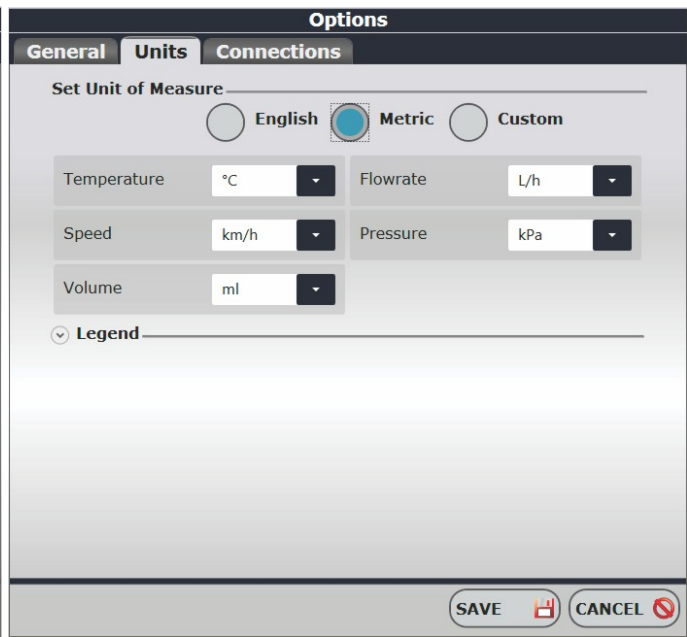 Options
General Units Connections
Set Unit of Measure
English Metric Custom
Temperature °C Flowrate L/h
Speed km/h Pressure kPa
Volume ml
Legend
SAVE CANCEL